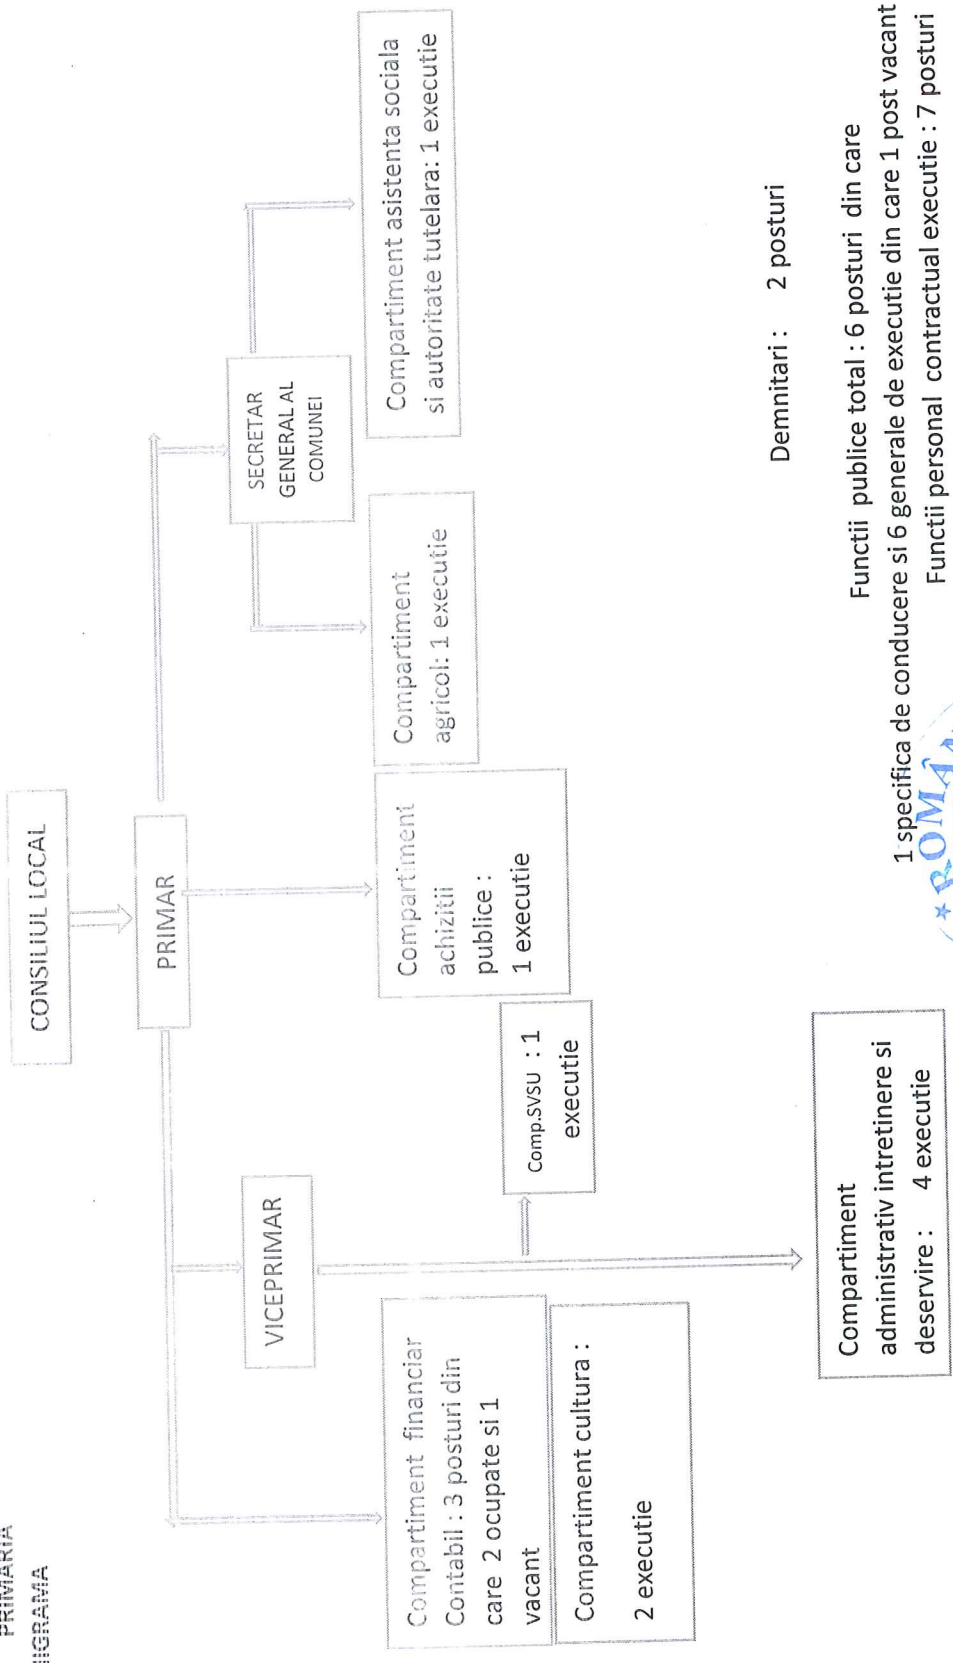 PRIMARIA
CONSILIUL LOCAL
PRIMAR
VICEPRIMAR
SECRETAR
GENERAL AL
COMUNEI
Compartiment financiar
Contabil : 3 posturi din
care 2 ocupate si 1
vacant
Compartiment cultura :
2 executie
Comp.SVSU : 1
executie
Compartiment
achizitii
publice :
1 executie
Compartiment
agricol: 1 executie
Compartiment asistenta sociala
si autoritate tutelara: 1 executie
Compartiment
administrativ intretinere si
deservire : 4 executie
Demnitari : 2 posturi
Functii publice total : 6 posturi din care
1 specifica de conducere si 6 generale de executie din care 1 post vacant
Functii personal contractual executie : 7 posturi